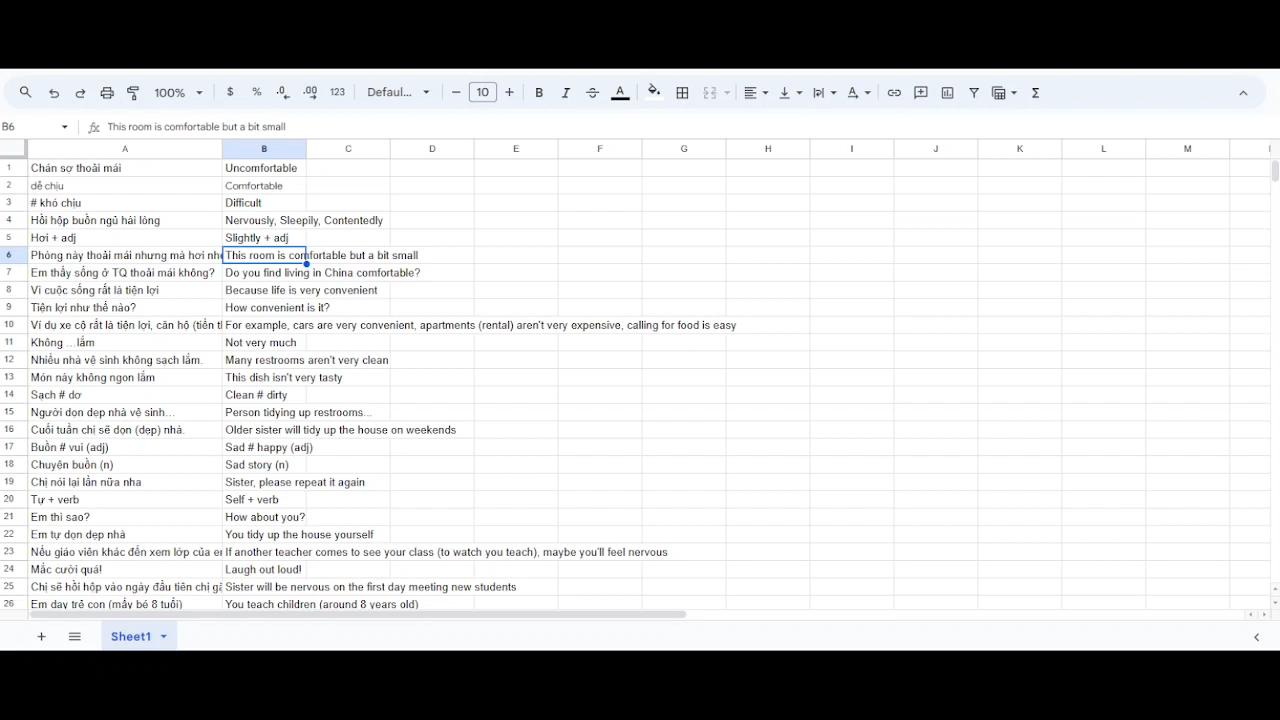 100% $ % .0 .00 123 Defaul... 10 B I A
B6 fx This room is comfortable but a bit small
A B C D E F G H I J K L M
1 Chán sợ thoải mái Uncomfortable
2 dễ chịu Comfortable
3 # khó chịu Difficult
4 Hồi hộp buồn ngủ hài lòng Nervously, Sleepily, Contentedly
5 Hơi + adj Slightly + adj
6 Phòng này thoải mái nhưng mà hơi nh This room is comfortable but a bit small
7 Em thấy sống ở TQ thoải mái không? Do you find living in China comfortable?
8 Vì cuộc sống rất là tiện lợi Because life is very convenient
9 Tiện lợi như thế nào? How convenient is it?
10 Ví dụ xe cộ rất là tiện lợi, căn hộ (tiền t For example, cars are very convenient, apartments (rental) aren't very expensive, calling for food is easy
11 Không ...lắm Not very much
12 Nhiều nhà vệ sinh không sạch lắm. Many restrooms aren't very clean
13 Món này không ngon lắm This dish isn't very tasty
14 Sạch # dơ Clean # dirty
15 Người dọn dẹp nhà vệ sinh... Person tidying up restrooms...
16 Cuối tuần chị sẽ dọn (dẹp) nhà. Older sister will tidy up the house on weekends
17 Buồn # vui (adj) Sad # happy (adj)
18 Chuyện buồn (n) Sad story (n)
19 Chị nói lại lần nữa nha Sister, please repeat it again
20 Tự + verb Self + verb
21 Em thì sao? How about you?
22 Em tự dọn dẹp nhà You tidy up the house yourself
23 Nếu giáo viên khác đến xem lớp của e If another teacher comes to see your class (to watch you teach), maybe you'll feel nervous
24 Mắc cười quá! Laugh out loud!
25 Chị sẽ hồi hộp vào ngày đầu tiên chị g Sister will be nervous on the first day meeting new students
26 Em dạy trẻ con (mấy bé 8 tuổi) You teach children (around 8 years old)
Sheet1